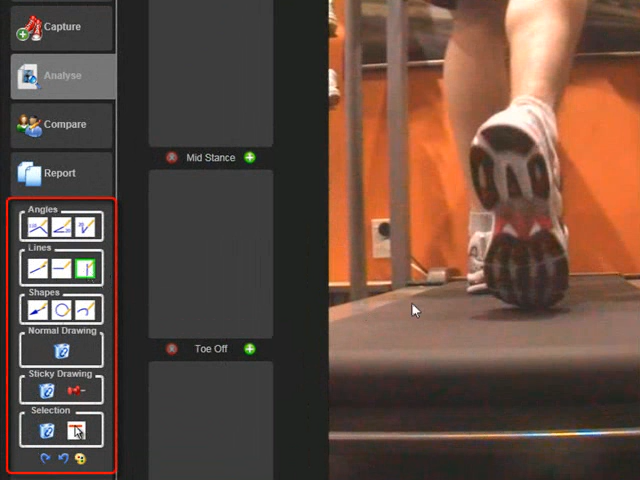 Capture
Analyse
Compare
Report
Angles
Lines
Shapes
Normal Drawing
Sticky Drawing
Selection
Mid Stance
Toe Off